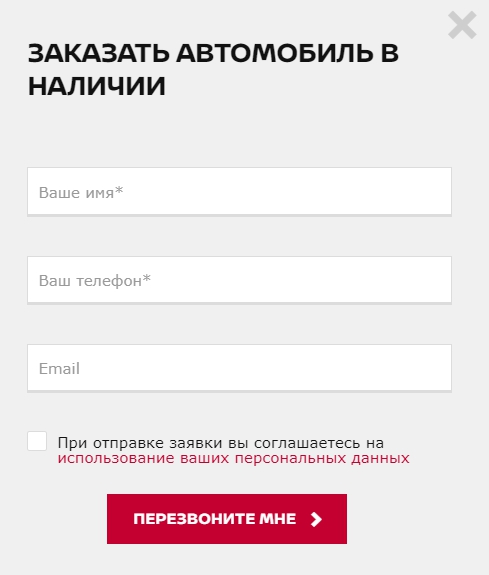 ЗАКАЗАТЬ АВТОМОБИЛЬ В
НАЛИЧИИ
Ваше имя*
Ваш телефон*
Email
При отправке заявки вы соглашаетесь на
использование ваших персональных данных
ПЕРЕЗВОНИТЕ МНЕ